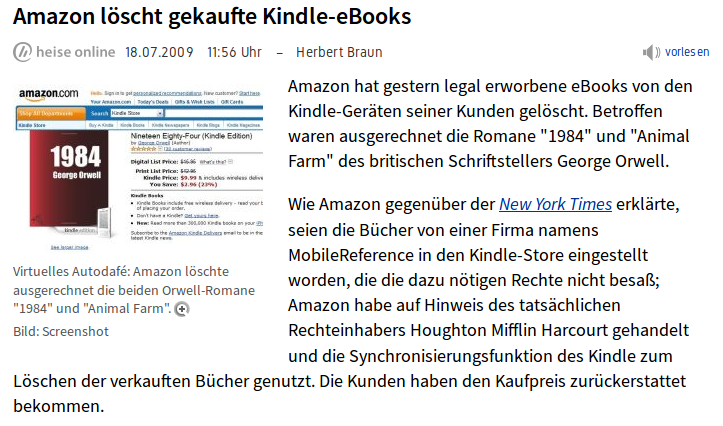 Amazon löscht gekaufte Kindle-eBooks
heise online 18.07.2009 11:56 Uhr – Herbert Braun
vorlesen
amazon.com
Hello. Sign in to get personalized recommendations. New customer? Start here
Your Amazon.com Today's Deals Gifts & Wish Lists Gift Cards
Shop All Departments Search Kindle Store
Kindle Store Buy A Kindle Kindle Books Kindle Newspapers Kindle Blogs Kindle Magazines
1984
George Orwell
kindle edition
See larger image
Nineteen Eighty-Four (Kindle Edition)
by George Orwell (Author)
Digital List Price: $16.95 What's this?
Print List Price: $12.95
Kindle Price: $9.99 & includes wireless
You Save: $2.96 (23%)
Kindle Books
• Kindle Books include free wireless delivery - read your
of placing your order.
• Don't have a Kindle? Get yours here.
• New: Read more than 300,000 Kindle books on your
Subscribe to the Amazon Kindle Delivers email to be in the
latest Kindle news.
Virtuelles Autodafé: Amazon löschte
ausgerechnet die beiden Orwell-Romane
"1984" und "Animal Farm".
Bild: Screenshot
Amazon hat gestern legal erworbene eBooks von den
Kindle-Geräten seiner Kunden gelöscht. Betroffen
waren ausgerechnet die Romane "1984" und "Animal
Farm" des britischen Schriftstellers George Orwell.
Wie Amazon gegenüber der New York Times erklärte,
seien die Bücher von einer Firma namens
MobileReference in den Kindle-Store eingestellt
worden, die die dazu nötigen Rechte nicht besaß;
Amazon habe auf Hinweis des tatsächlichen
Rechteinhabers Houghton Mifflin Harcourt gehandelt
und die Synchronisierungsfunktion des Kindle zum
Löschen der verkauften Bücher genutzt. Die Kunden haben den Kaufpreis zurückerstattet
bekommen.